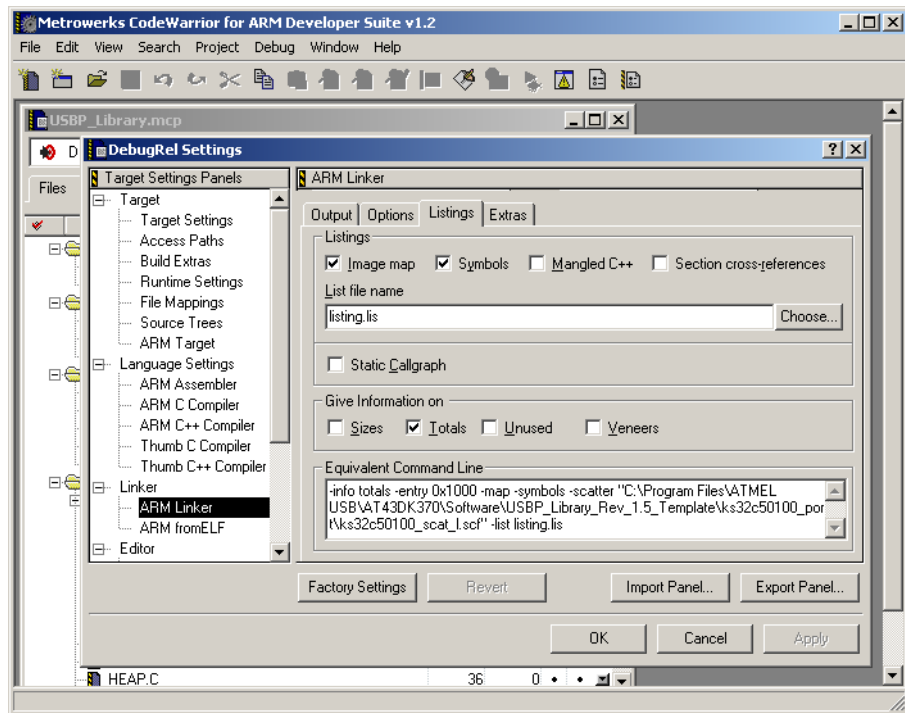 Metrowerks CodeWarrior for ARM Developer Suite v1.2
File Edit View Search Project Debug Window Help
USBP_Library.mcp
D
DebugRel Settings
Files
Target Settings Panels
Target
Target Settings
Access Paths
Build Extras
Runtime Settings
File Mappings
Source Trees
ARM Target
Language Settings
ARM Assembler
ARM C Compiler
ARM C++ Compiler
Thumb C Compiler
Thumb C++ Compiler
Linker
ARM Linker
ARM fromELF
Editor
ARM Linker
Output Options Listings Extras
Listings
Image map Symbols Mangled C++ Section cross-references
List file name
listing.lis Choose...
Static Callgraph
Give Information on
Sizes Totals Unused Veneers
Equivalent Command Line
-info totals -entry 0x1000 -map -symbols -scatter "C:\Program Files\ATMEL
USB\AT43DK370\Software\USBP_Library_Rev_1.5_Template\ks32c50100_por
t\ks32c50100_scat_l.scf" -list listing.lis
Factory Settings Revert Import Panel... Export Panel...
OK Cancel Apply
HEAP.C 36 0